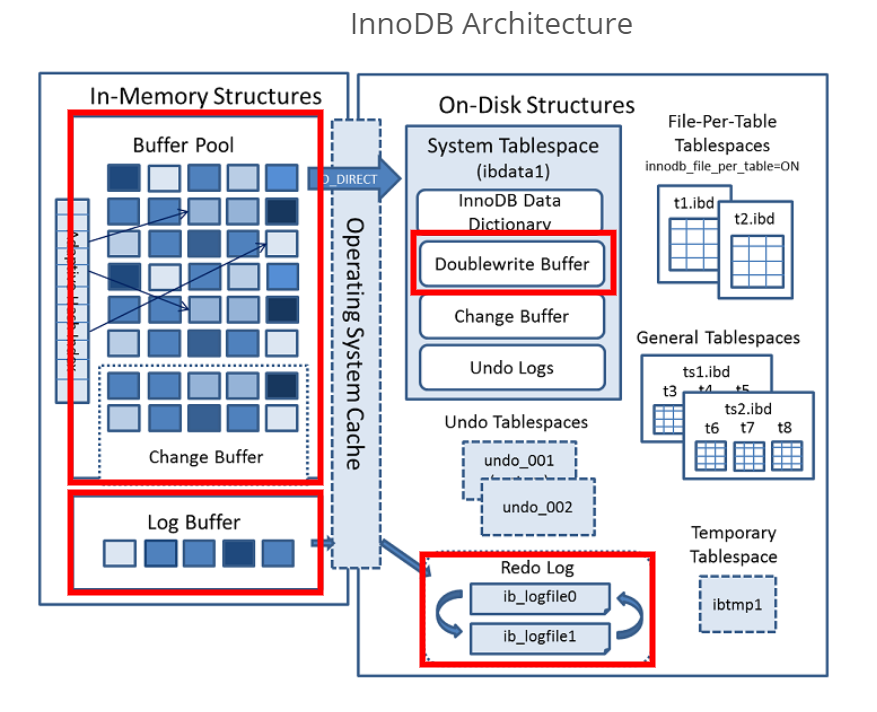 InnoDB Architecture
In-Memory Structures
Buffer Pool
Adaptive Hash Index
Change Buffer
Log Buffer
Operating System Cache
O_DIRECT
On-Disk Structures
System Tablespace
(ibdata1)
InnoDB Data
Dictionary
Doublewrite Buffer
Change Buffer
Undo Logs
Undo Tablespaces
undo_001
undo_002
Redo Log
ib_logfile0
ib_logfile1
File-Per-Table
Tablespaces
innodb_file_per_table=ON
t1.ibd
t2.ibd
General Tablespaces
ts1.ibd
t3 t4 t5
ts2.ibd
t6 t7 t8
Temporary
Tablespace
ibtmp1